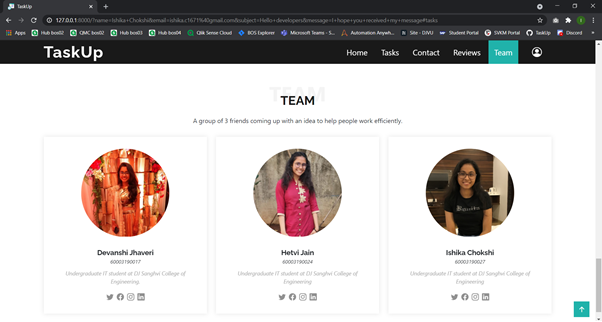 TaskUp
127.0.0.1:8000/?name=Ishika Chokshi&email=ishika.c1671%40gmail.com&subject=Hello+developers&message=I+hope+you+received+my+message#tasks
Apps Hub bos02 QMC bos02 Hub bos03 Hub bos04 Qlik Sense Cloud BOS Explorer Microsoft Teams - S... Automation Anywh... Site - DJVU Student Portal SVKM Portal TaskUp Discord
TaskUp Home Tasks Contact Reviews Team
TEAM
TEAM
A group of 3 friends coming up with an idea to help people work efficiently.
Devanshi Jhaveri
60003190017
Undergraduate IT student at DJ Sanghvi College of
Engineering.
Hetvi Jain
60003190024
Undergraduate IT student at DJ Sanghvi College of
Engineering
Ishika Chokshi
60003190027
Undergraduate IT student at DJ Sanghvi College of
Engineering